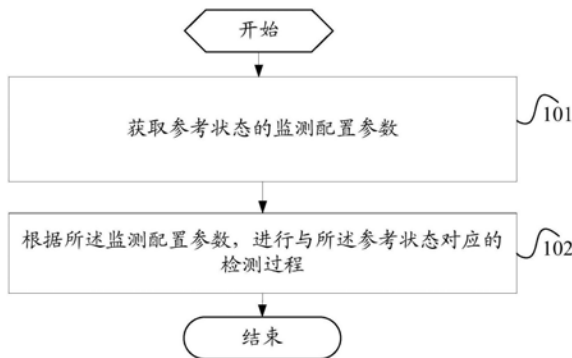 开始
获取参考状态的监测配置参数
101
根据所述监测配置参数，进行与所述参考状态对应的
检测过程
102
结束